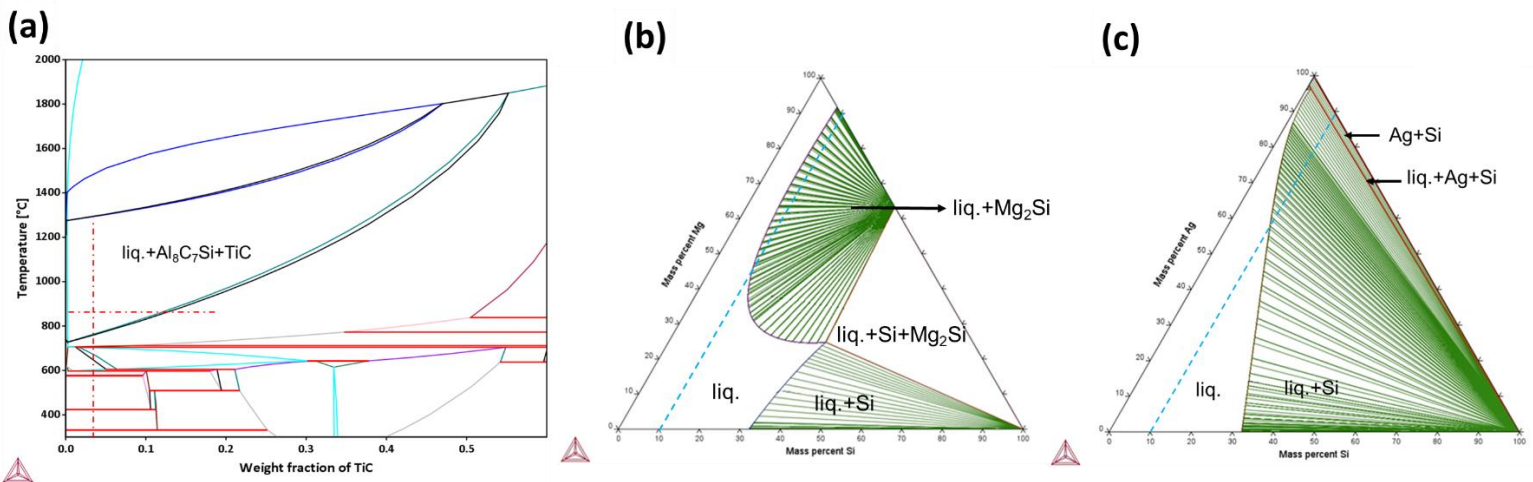 (a)
2000
1800
1600
1400
1200
1000
800
600
400
Temperature [°C]
liq.+Al₈C₇Si+TiC
0.0 0.1 0.2 0.3 0.4 0.5
Weight fraction of TiC
(b)
100
90
80
70
60
50
40
30
20
10
0
Mass percent Mg
liq.+Mg₂Si
liq.+Si+Mg₂Si
liq.
liq.+Si
0 10 20 30 40 50 60 70 80 90 100
Mass percent Si
(c)
100
90
80
70
60
50
40
30
20
10
0
Mass percent Ag
Ag+Si
liq.+Ag+Si
liq.
liq.+Si
0 10 20 30 40 50 60 70 80 90 100
Mass percent Si